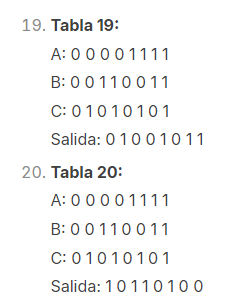 19. Tabla 19:
A: 0 0 0 0 1 1 1 1
B: 0 0 1 1 0 0 1 1
C: 0 1 0 1 0 1 0 1
Salida: 0 1 0 0 1 0 1 1
20. Tabla 20:
A: 0 0 0 0 1 1 1 1
B: 0 0 1 1 0 0 1 1
C: 0 1 0 1 0 1 0 1
Salida: 1 0 1 1 0 1 0 0